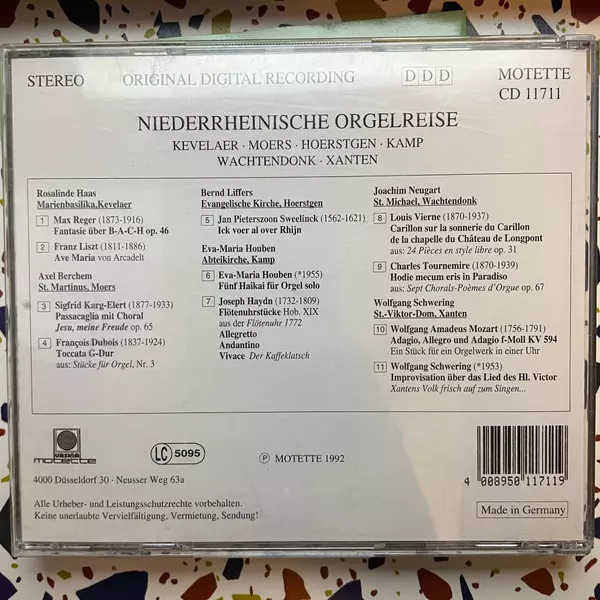 STEREO ORIGINAL DIGITAL RECORDING DDD MOTETTE
CD 11711
NIEDERRHEINISCHE ORGELREISE
KEVELAER · MOERS · HOERSTGEN · KAMP
WACHTENDONK · XANTEN
Rosalinde Haas
Marienbasilika,Kevelaer
1 Max Reger (1873-1916)
Fantasie über B-A-C-H op. 46
2 Franz Liszt (1811-1886)
Ave Maria von Arcadelt
Axel Berchem
St. Martinus, Moers
3 Sigfrid Karg-Elert (1877-1933)
Passacaglia mit Choral
Jesu, meine Freude op. 65
4 François Dubois (1837-1924)
Toccata G-Dur
aus: Stücke für Orgel, Nr. 3
Bernd Liffers
Evangelische Kirche, Hoerstgen
5 Jan Pieterszoon Sweelinck (1562-1621)
Ick voer al over Rhijn
Eva-Maria Houben
Abteikirche, Kamp
6 Eva-Maria Houben (*1955)
Fünf Haikai für Orgel solo
7 Joseph Haydn (1732-1809)
Flötenuhrstücke Hob. XIX
aus der Flötenuhr 1772
Allegretto
Andantino
Vivace Der Kaffeklatsch
Joachim Neugart
St. Michael, Wachtendonk
8 Louis Vierne (1870-1937)
Carillon sur la sonnerie du Carillon
de la chapelle du Château de Longpont
aus: 24 Pièces en style libre op. 31
9 Charles Tournemire (1870-1939)
Hodie mecum eris in Paradiso
aus: Sept Chorals-Poèmes d'Orgue op. 67
Wolfgang Schwering
St.-Viktor-Dom, Xanten
10 Wolfgang Amadeus Mozart (1756-1791)
Adagio, Allegro und Adagio f-Moll KV 594
Ein Stück für ein Orgelwerk in einer Uhr
11 Wolfgang Schwering (*1953)
Improvisation über das Lied des Hl. Victor
Xantens Volk frisch auf zum Singen...
URSINA
motette
LC 5095
℗ MOTETTE 1992
4000 Düsseldorf 30 · Neusser Weg 63a
4 008950 117119
Alle Urheber- und Leistungsschutzrechte vorbehalten.
Keine unerlaubte Vervielfältigung, Vermietung, Sendung!
Made in Germany